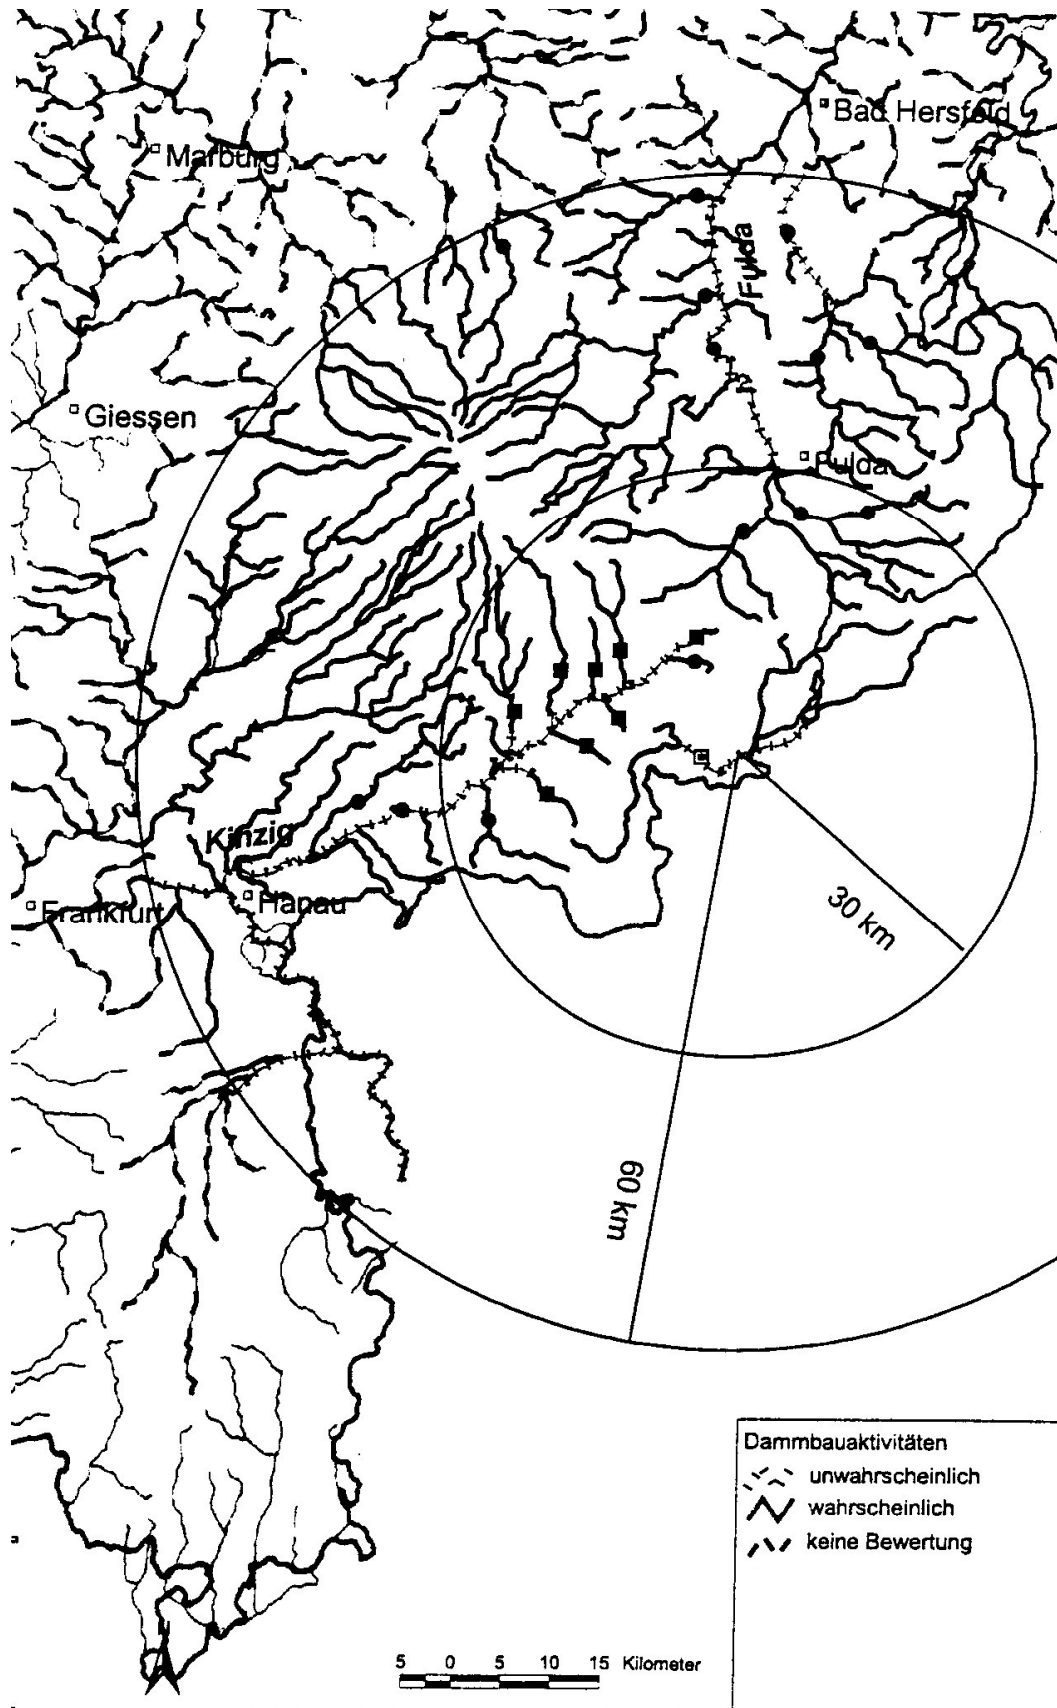 Bad Hersfeld
Marburg
Fulda
Giessen
Fulda
Kinzig
Hanau
Frankfurt
30 km
60 km
Dammbauaktivitäten
unwahrscheinlich
wahrscheinlich
keine Bewertung
5 0 5 10 15 Kilometer